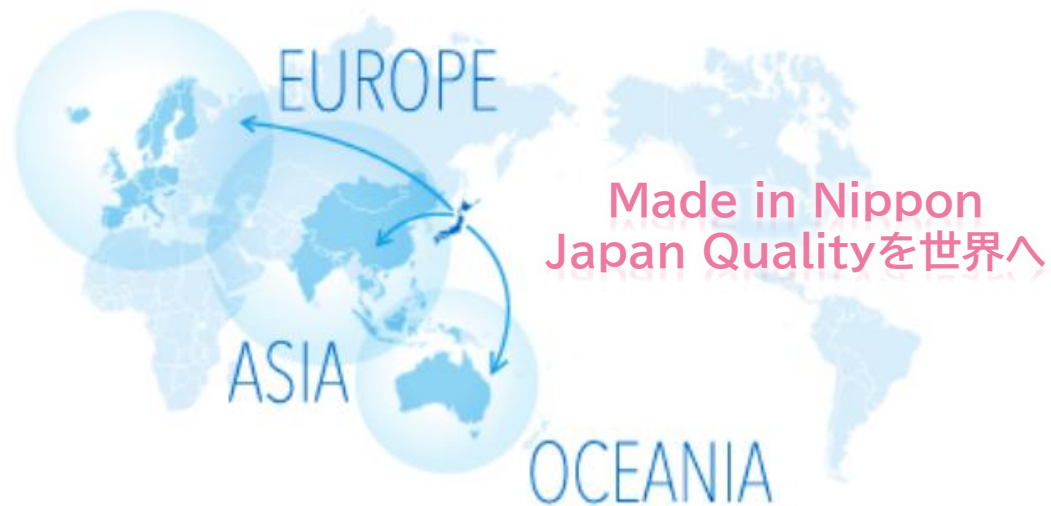 EUROPE
Made in Nippon
Japan Qualityを世界へ
ASIA
OCEANIA